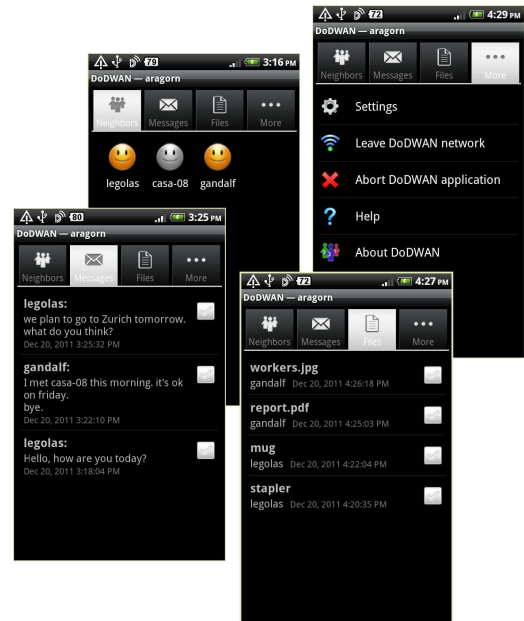 72 4:29 PM
Neighbors Messages Files More
Settings
Leave DoDWAN network
Abort DoDWAN application
Help
About DoDWAN
79 3:16 PM
DoDWAN — aragorn
Neighbors Messages Files More
legolas casa-08 gandalf
80 3:25 PM
DoDWAN — aragorn
Neighbors Messages More
legolas:
we plan to go to Zurich tomorrow.
what do you think?
Dec 20, 2011 3:25:32 PM
gandalf:
I met casa-08 this morning. it's ok
on friday.
bye.
Dec 20, 2011 3:22:10 PM
legolas:
Hello, how are you today?
Dec 20, 2011 3:18:04 PM
72 4:27 PM
DoDWAN — aragorn
Neighbors Messages Files More
workers.jpg
gandalf Dec 20, 2011 4:26:18 PM
report.pdf
gandalf Dec 20, 2011 4:25:03 PM
mug
legolas Dec 20, 2011 4:22:04 PM
stapler
legolas Dec 20, 2011 4:20:35 PM